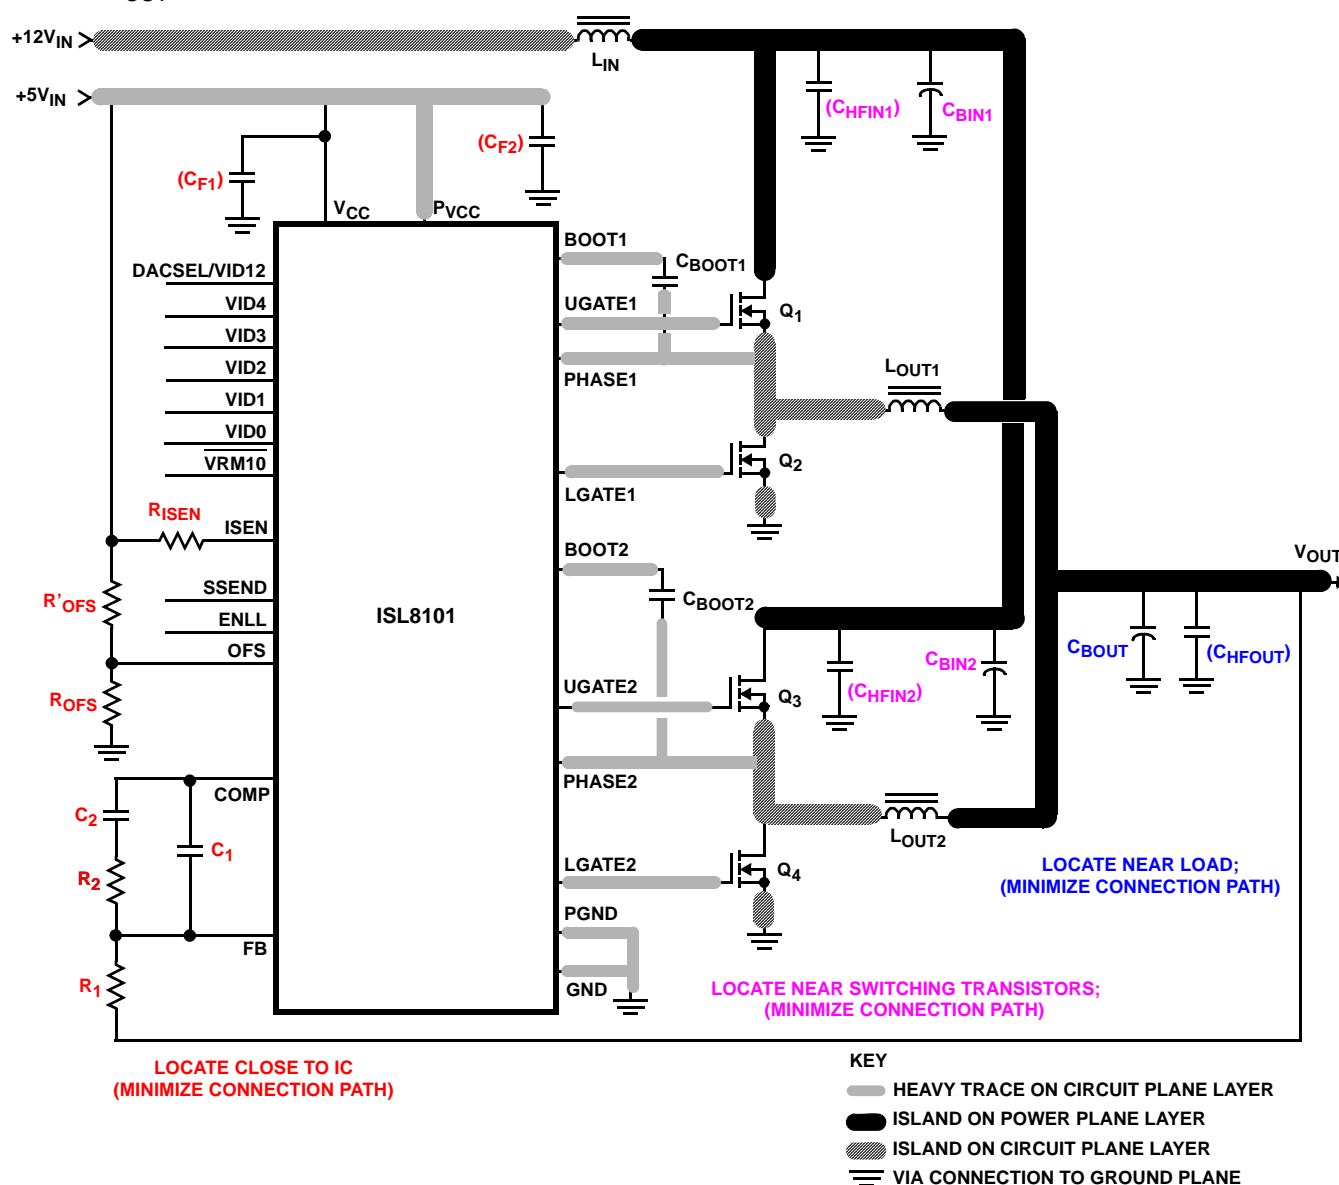 +12VIN
LIN
+5VIN
(CHFIN1)
CBIN1
(CF2)
(CF1)
VCC
PVCC
BOOT1
CBOOT1
DACSEL/VID12
VID4
UGATE1
Q1
VID3
VID2
PHASE1
LOUT1
VID1
VID0
VRM10
Q2
LGATE1
RISEN
ISEN
BOOT2
VOUT
SSEND
R’OFS
CBOOT2
ISL8101
ENLL
OFS
CBOUT
(CHFOUT)
CBIN2
UGATE2
Q3
(CHFIN2)
ROFS
PHASE2
COMP
C2
C1
LOUT2
R2
LGATE2
Q4
LOCATE NEAR LOAD;
(MINIMIZE CONNECTION PATH)
PGND
FB
R1
GND
LOCATE NEAR SWITCHING TRANSISTORS;
(MINIMIZE CONNECTION PATH)
LOCATE CLOSE TO IC
(MINIMIZE CONNECTION PATH)
KEY
HEAVY TRACE ON CIRCUIT PLANE LAYER
ISLAND ON POWER PLANE LAYER
ISLAND ON CIRCUIT PLANE LAYER
VIA CONNECTION TO GROUND PLANE